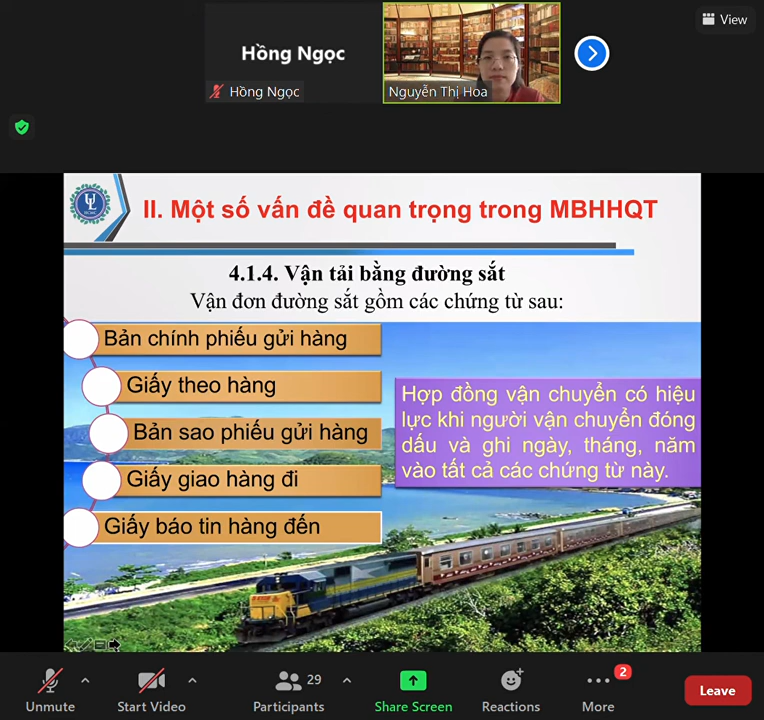 View
Hồng Ngọc
Hồng Ngọc
Nguyễn Thị Hoa
II. Một số vấn đề quan trọng trong MBHHQT
4.1.4. Vận tải bằng đường sắt
Vận đơn đường sắt gồm các chứng từ sau:
Bản chính phiếu gửi hàng
Giấy theo hàng
Bản sao phiếu gửi hàng
Giấy giao hàng đi
Giấy báo tin hàng đến
Hợp đồng vận chuyển có hiệu
lực khi người vận chuyển đóng
dấu và ghi ngày, tháng, năm
vào tất cả các chứng từ này.
Unmute
Start Video
29
Participants
Share Screen
Reactions
2
More
Leave